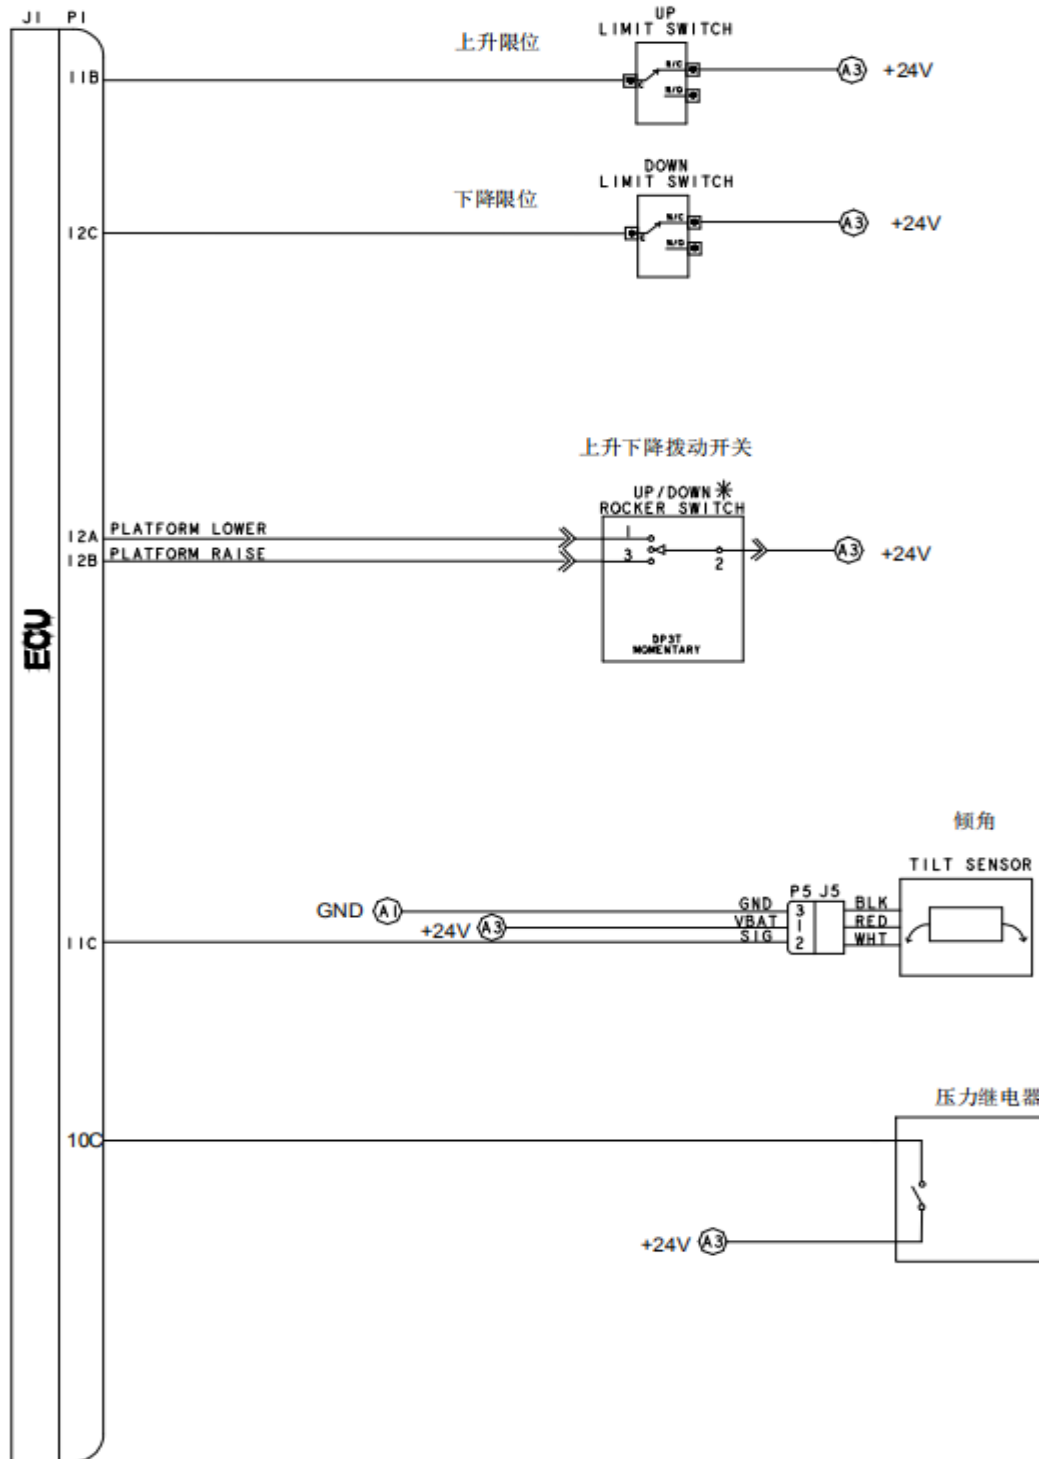 J1 P1
UP
LIMIT SWITCH
上升限位
11B
N/C
C
N/O
A3 +24V
DOWN
LIMIT SWITCH
下降限位
12C
N/C
C
N/O
A3 +24V
上升下降拨动开关
UP/DOWN *
ROCKER SWITCH
12A PLATFORM LOWER
1
12B PLATFORM RAISE
3
2
A3 +24V
DP3T
MOMENTARY
ECU
倾角
TILT SENSOR
P5 J5
GND A1
GND 3 BLK
+24V A3
VBAT 1 RED
11C
SIG 2 WHT
压力继电器
10C
+24V A3